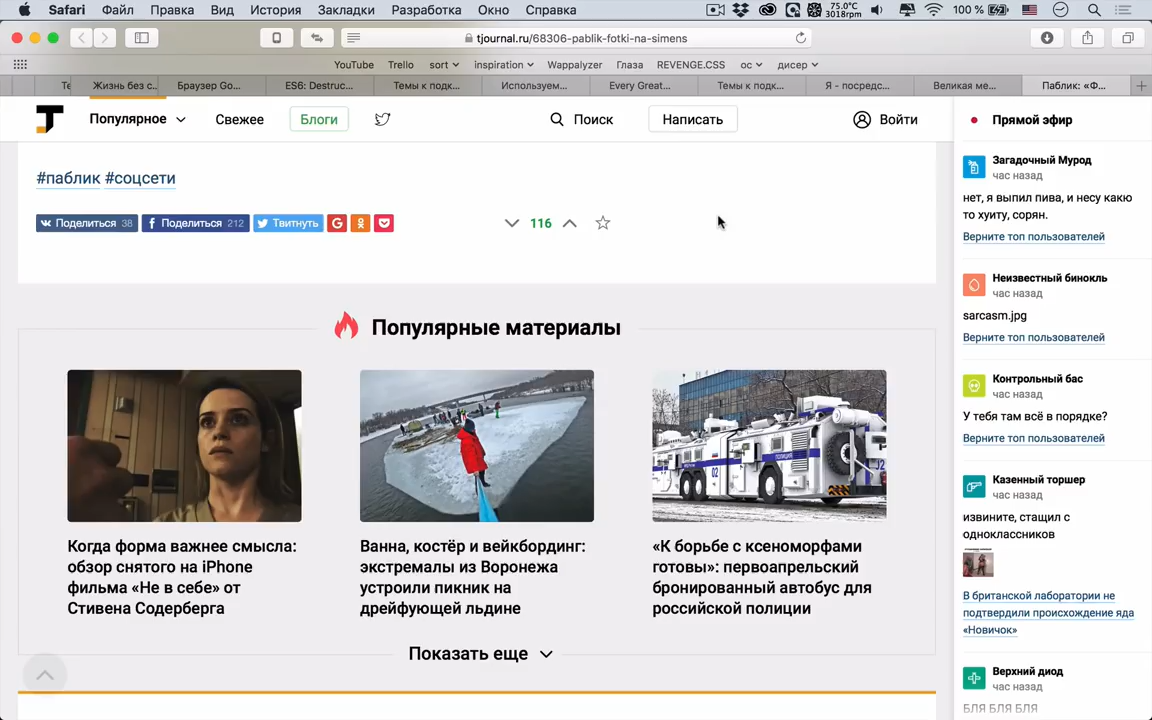 Safari Файл Правка Вид История Закладки Разработка Окно Справка 75.0°C 3018rpm 100 %
tjournal.ru/68306-pablik-fotki-na-simens
YouTube Trello sort inspiration Wappalyzer Глаза REVENGE.CSS ос дисер
Те Жизнь без с... Браузер Go... ES6: Destruc... Темы к подк... Используем... Every Great... Темы к подк... Я - посредс... Великая ме... Паблик: «Ф...
Популярное Свежее Блоги Поиск Написать Войти
Прямой эфир
#паблик #соцсети
Поделиться 38 Поделиться 212 Твитнуть
116
Популярные материалы
Когда форма важнее смысла:
обзор снятого на iPhone
фильма «Не в себе» от
Стивена Содерберга
Ванна, костёр и вейкбординг:
экстремалы из Воронежа
устроили пикник на
дрейфующей льдине
«К борьбе с ксеноморфами
готовы»: первоапрельский
бронированный автобус для
российской полиции
Показать еще
Загадочный Мурод
час назад
нет, я выпил пива, и несу какю
то хуиту, сорян.
Верните топ пользователей
Неизвестный бинокль
час назад
sarcasm.jpg
Верните топ пользователей
Контрольный бас
час назад
У тебя там всё в порядке?
Верните топ пользователей
Казенный торшер
час назад
извините, стащил с
одноклассников
В британской лаборатории не
подтвердили происхождение яда
«Новичок»
Верхний диод
час назад
БЛЯ БЛЯ БЛЯ